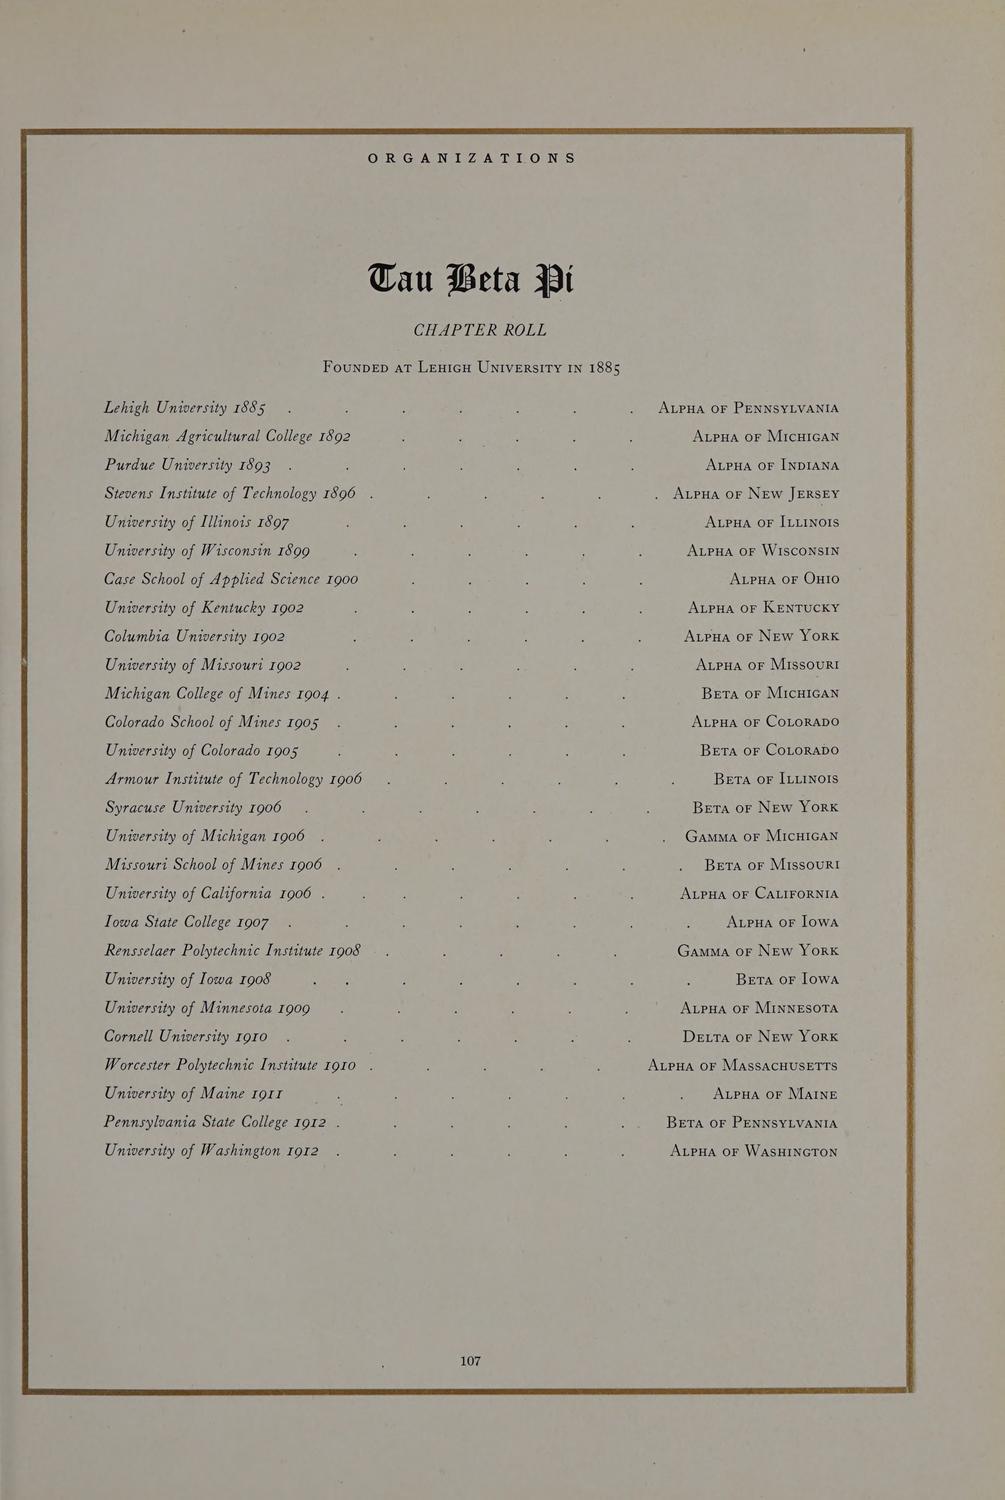 ORGANIZATIONS
Tau Beta Pi
CHAPTER ROLL
Founded at Lehigh University in 1885
Lehigh University 1885 . . . . . . . Alpha of Pennsylvania
Michigan Agricultural College 1892 . . . . . Alpha of Michigan
Purdue University 1893 . . . . . . . Alpha of Indiana
Stevens Institute of Technology 1896 . . . . . . Alpha of New Jersey
University of Illinois 1897 . . . . . . Alpha of Illinois
University of Wisconsin 1899 . . . . . . Alpha of Wisconsin
Case School of Applied Science 1900 . . . . . Alpha of Ohio
University of Kentucky 1902 . . . . . . Alpha of Kentucky
Columbia University 1902 . . . . . . Alpha of New York
University of Missouri 1902 . . . . . . Alpha of Missouri
Michigan College of Mines 1904 . . . . . . Beta of Michigan
Colorado School of Mines 1905 . . . . . . Alpha of Colorado
University of Colorado 1905 . . . . . . Beta of Colorado
Armour Institute of Technology 1906 . . . . . . Beta of Illinois
Syracuse University 1906 . . . . . . . Beta of New York
University of Michigan 1906 . . . . . . . Gamma of Michigan
Missouri School of Mines 1906 . . . . . . . Beta of Missouri
University of California 1906 . . . . . . . Alpha of California
Iowa State College 1907 . . . . . . . . Alpha of Iowa
Rensselaer Polytechnic Institute 1908 . . . . . Gamma of New York
University of Iowa 1908 . . . . . . . . Beta of Iowa
University of Minnesota 1909 . . . . . . Alpha of Minnesota
Cornell University 1910 . . . . . . . Delta of New York
Worcester Polytechnic Institute 1910 . . . . . Alpha of Massachusetts
University of Maine 1911 . . . . . . . Alpha of Maine
Pennsylvania State College 1912 . . . . . . Beta of Pennsylvania
University of Washington 1912 . . . . . . Alpha of Washington
107